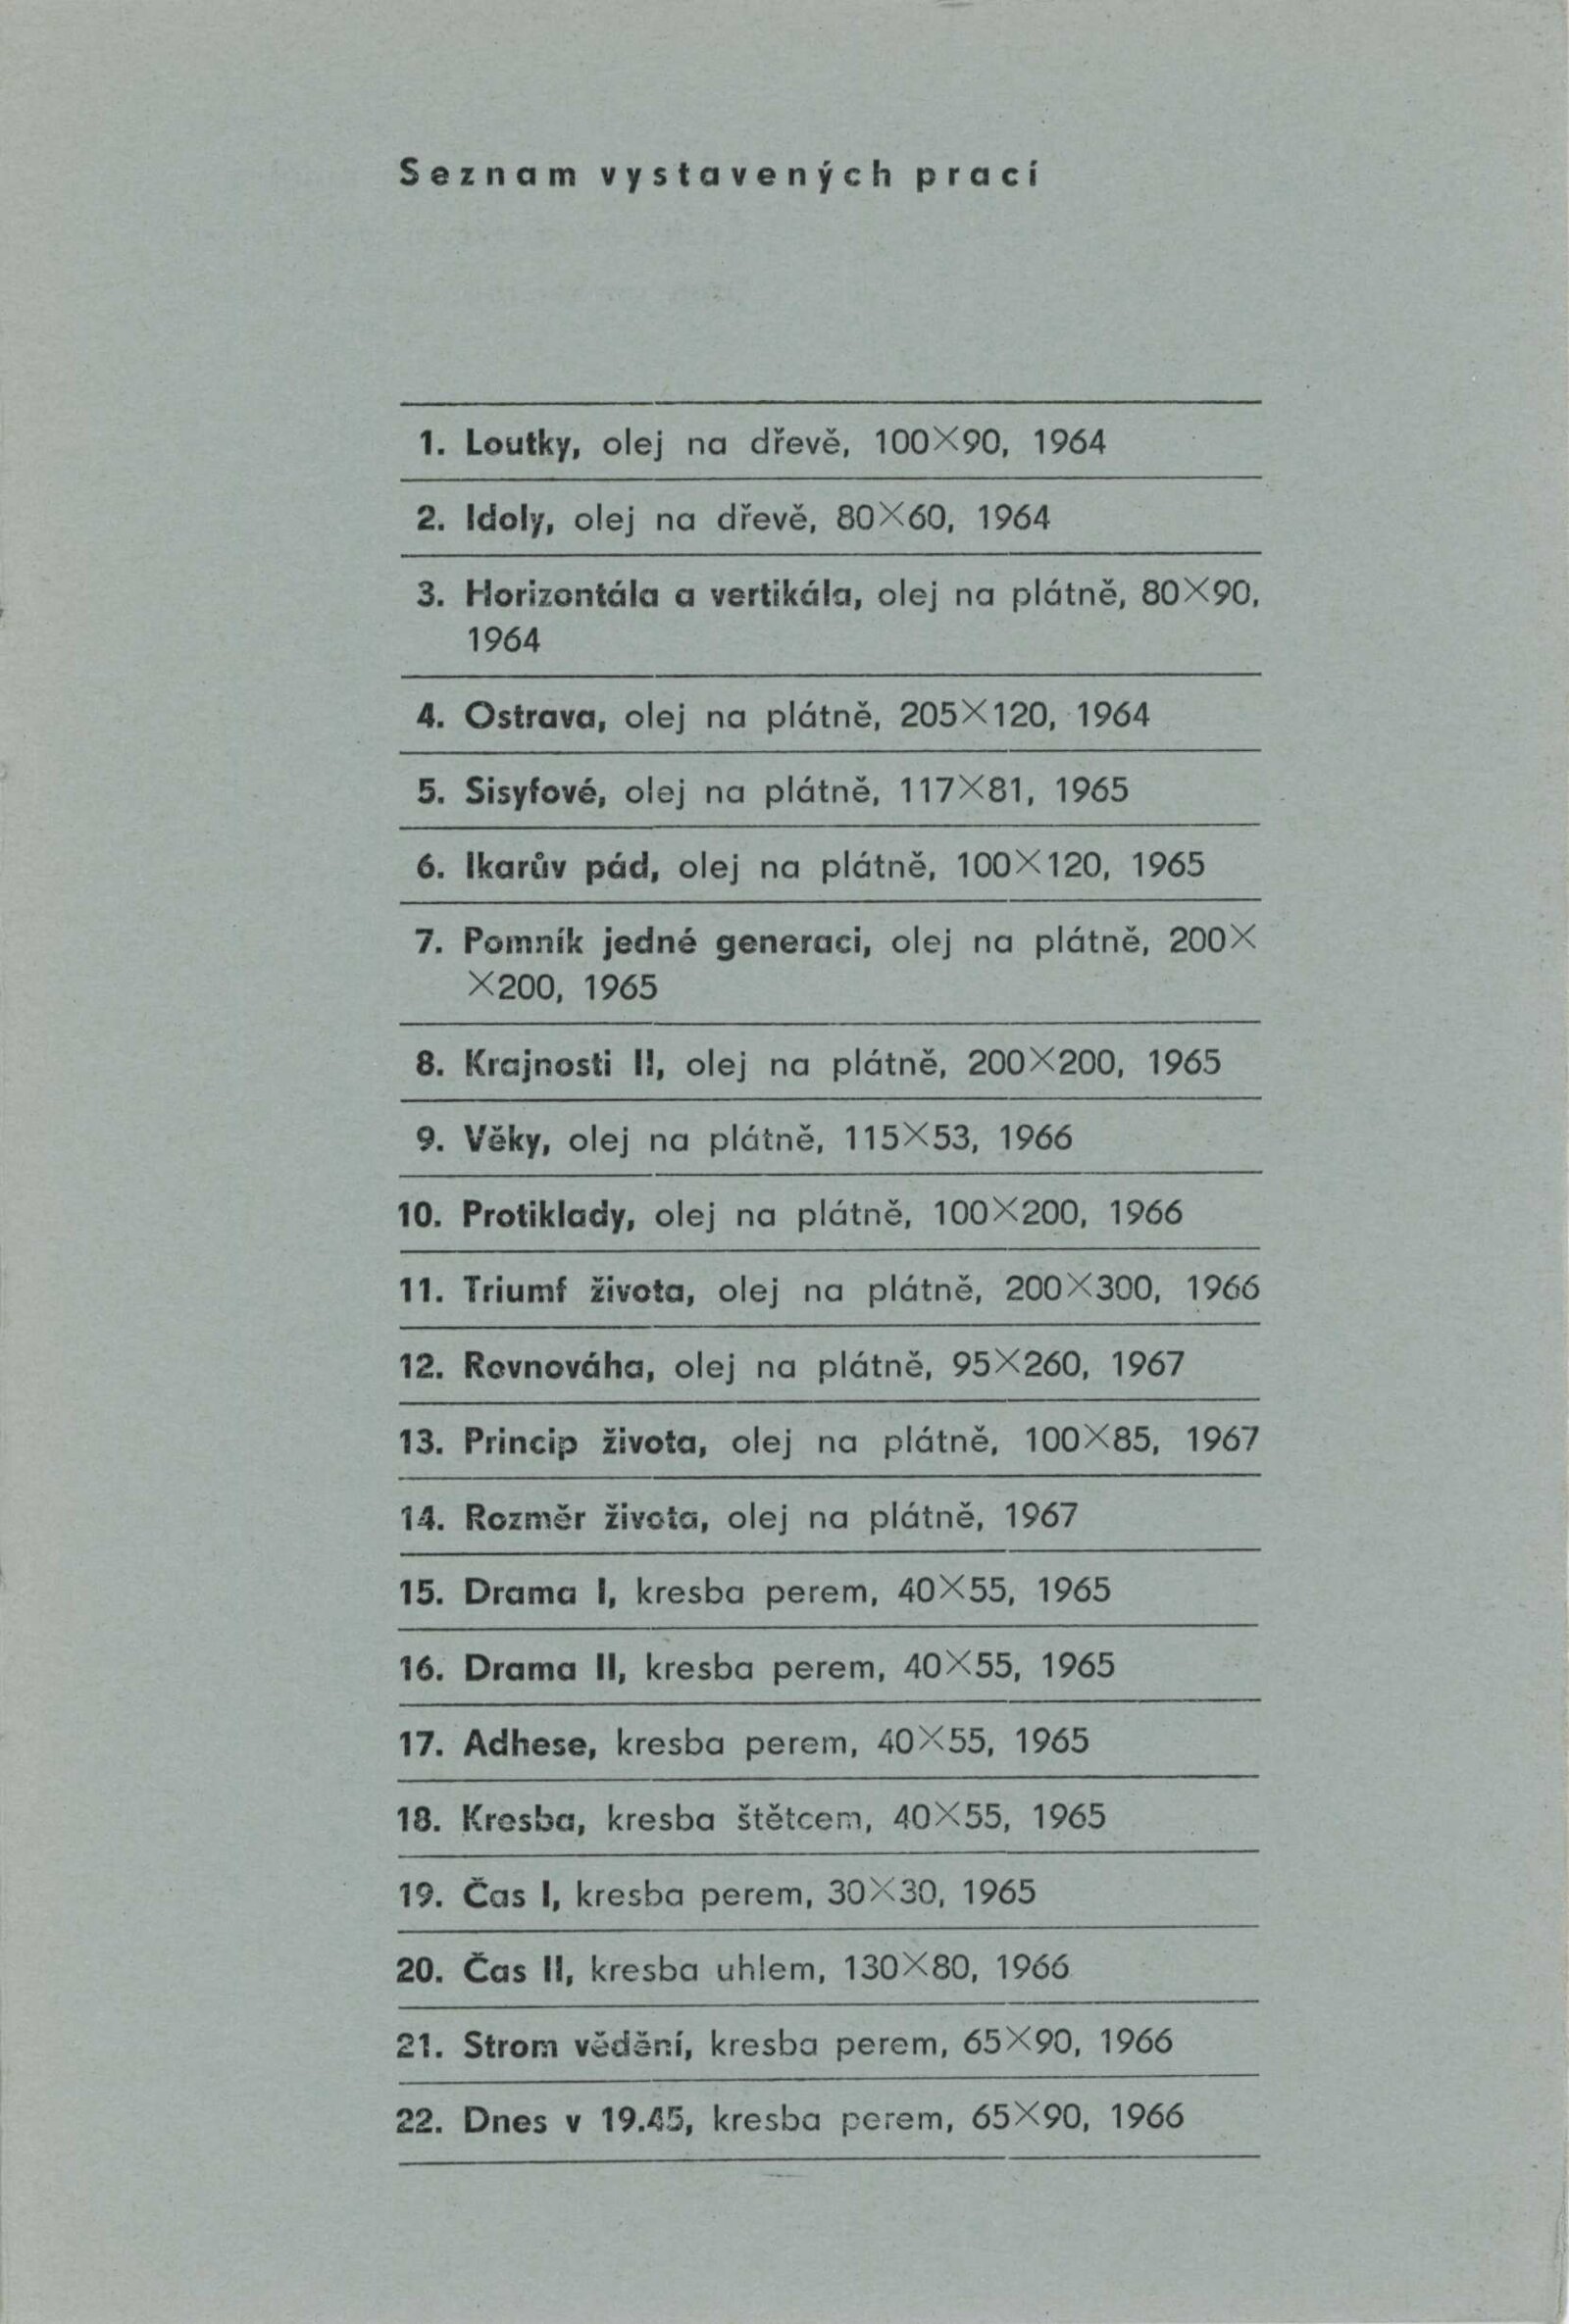 Seznam vystavených prací
1. Loutky, olej na dřevě, 100×90, 1964
2. Idoly, olej na dřevě, 80×60, 1964
3. Horizontála a vertikála, olej na plátně, 80×90,
1964
4. Ostrava, olej na plátně, 205×120, 1964
5. Sisyfové, olej na plátně, 117×81, 1965
6. Ikarův pád, olej na plátně, 100×120, 1965
7. Pomník jedné generaci, olej na plátně, 200×
×200, 1965
8. Krajnosti II, olej na plátně, 200×200, 1965
9. Věky, olej na plátně, 115×53, 1966
10. Protiklady, olej na plátně, 100×200, 1966
11. Triumf života, olej na plátně, 200×300, 1966
12. Rovnováha, olej na plátně, 95×260, 1967
13. Princip života, olej na plátně, 100×85, 1967
14. Rozměr života, olej na plátně, 1967
15. Drama I, kresba perem, 40×55, 1965
16. Drama II, kresba perem, 40×55, 1965
17. Adhese, kresba perem, 40×55, 1965
18. Kresba, kresba štětcem, 40×55, 1965
19. Čas I, kresba perem, 30×30, 1965
20. Čas II, kresba uhlem, 130×80, 1966
21. Strom vědění, kresba perem, 65×90, 1966
22. Dnes v 19.45, kresba perem, 65×90, 1966